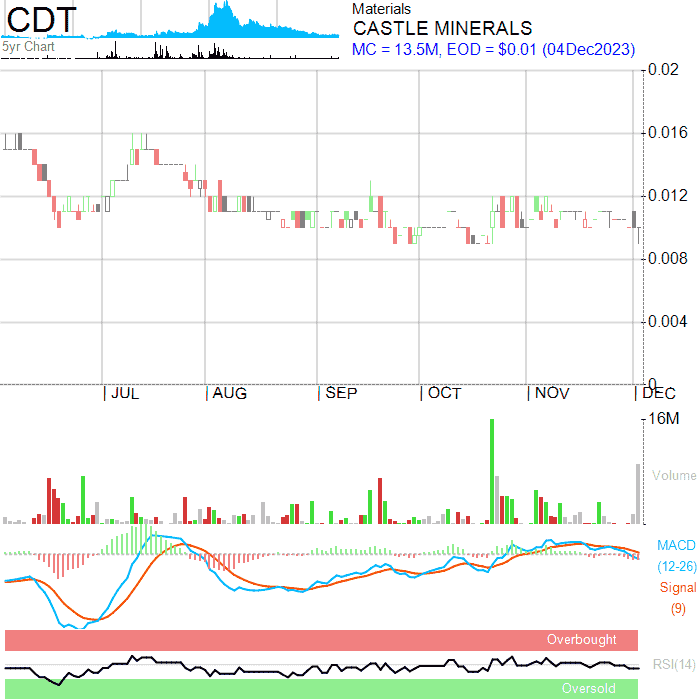 CDT
5yr Chart
Materials
CASTLE MINERALS
MC = 13.5M, EOD = $0.01 (04Dec2023)
0.02
0.016
0.012
0.008
0.004
0
JUL AUG SEP OCT NOV DEC
16M
Volume
MACD
(12-26)
Signal
(9)
Overbought
RSI(14)
Oversold